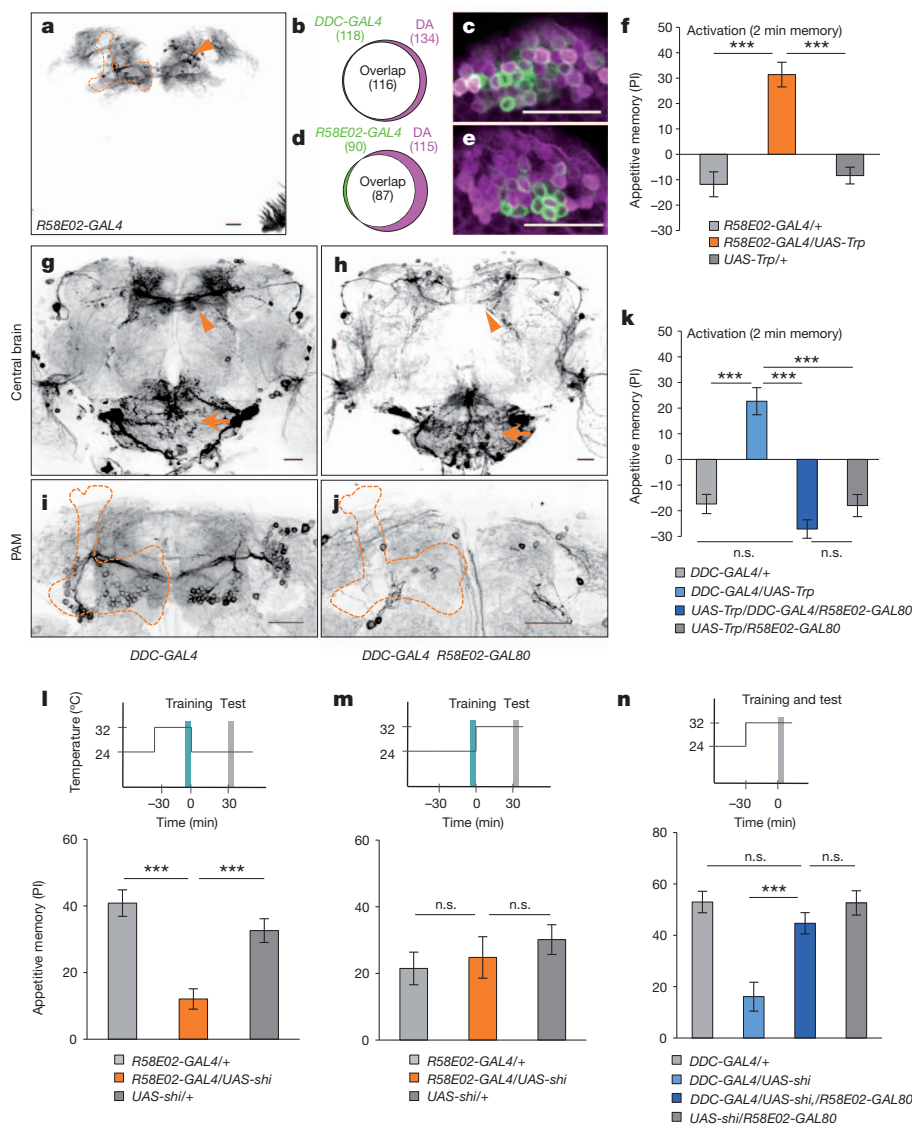 a
R58E02-GAL4
b
DDC-GAL4
(118)
DA
(134)
Overlap
(116)
c
d
R58E02-GAL4
(90)
DA
(115)
Overlap
(87)
e
f
Activation (2 min memory)
*** ***
Appetitive memory (PI)
50
40
30
20
10
0
–10
–20
–30
R58E02-GAL4/+
R58E02-GAL4/UAS-Trp
UAS-Trp/+
Central brain
g
h
PAM
i
j
DDC-GAL4
DDC-GAL4 R58E02-GAL80
k
Activation (2 min memory)
***
*** ***
Appetitive memory (PI)
50
40
30
20
10
0
–10
–20
–30
n.s. n.s.
DDC-GAL4/+
DDC-GAL4/UAS-Trp
UAS-Trp/DDC-GAL4/R58E02-GAL80
UAS-Trp/R58E02-GAL80
l
Training Test
Temperature (°C)
32
24
–30 0 30
Time (min)
Appetitive memory (PI)
60
40
20
0
*** ***
R58E02-GAL4/+
R58E02-GAL4/UAS-shi
UAS-shi/+
m
Training Test
32
24
–30 0 30
Time (min)
60
40
20
0
n.s. n.s.
R58E02-GAL4/+
R58E02-GAL4/UAS-shi
UAS-shi/+
n
Training and test
32
24
–30 0 30
Time (min)
80
60
40
20
0
n.s. n.s.
***
DDC-GAL4/+
DDC-GAL4/UAS-shi
DDC-GAL4/UAS-shi,/R58E02-GAL80
UAS-shi/R58E02-GAL80